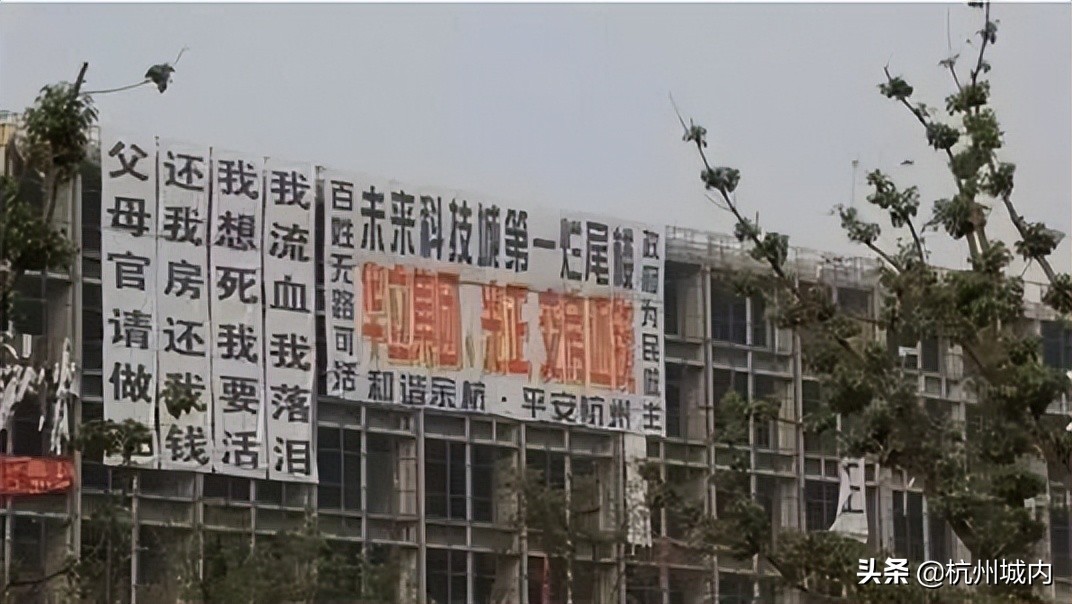 我流血我落泪
我想死我要活
还我房还我钱
父母官请做
百姓无路可活
未来科技城第一烂尾楼
集团、
和谐余杭·平安杭州
政府为民做主
头条 @杭州城内